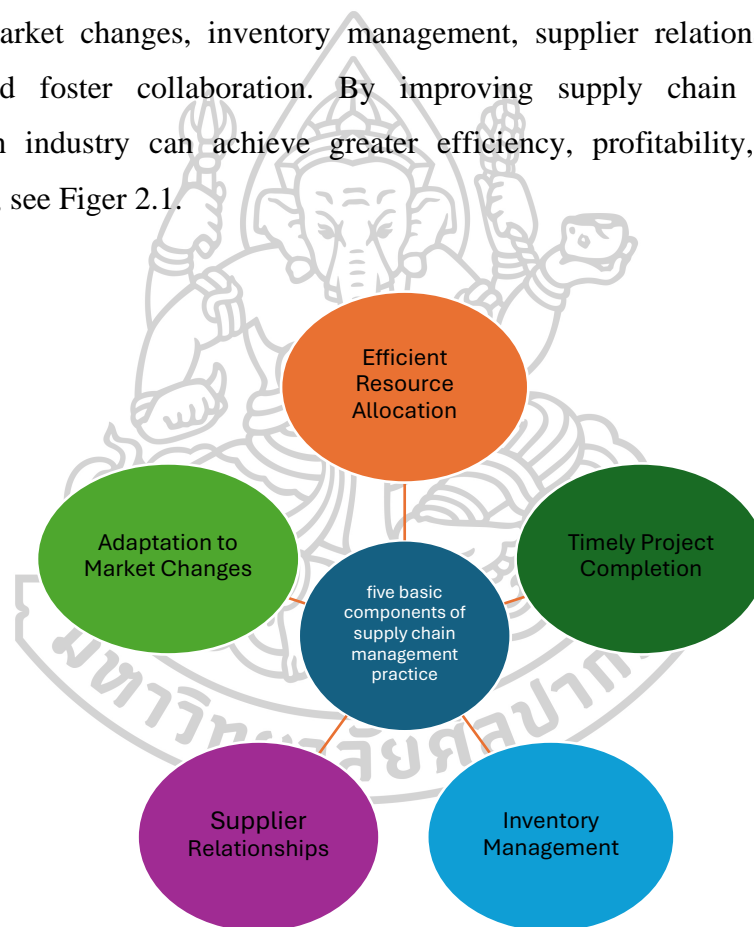 arket changes, inventory management, supplier relation
d foster collaboration. By improving supply chain
n industry can achieve greater efficiency, profitability,
see Figer 2.1.
Efficient
Resource
Allocation
Adaptation to
Market Changes
Timely Project
Completion
five basic
components of
supply chain
management
practice
Supplier
Relationships
Inventory
Management